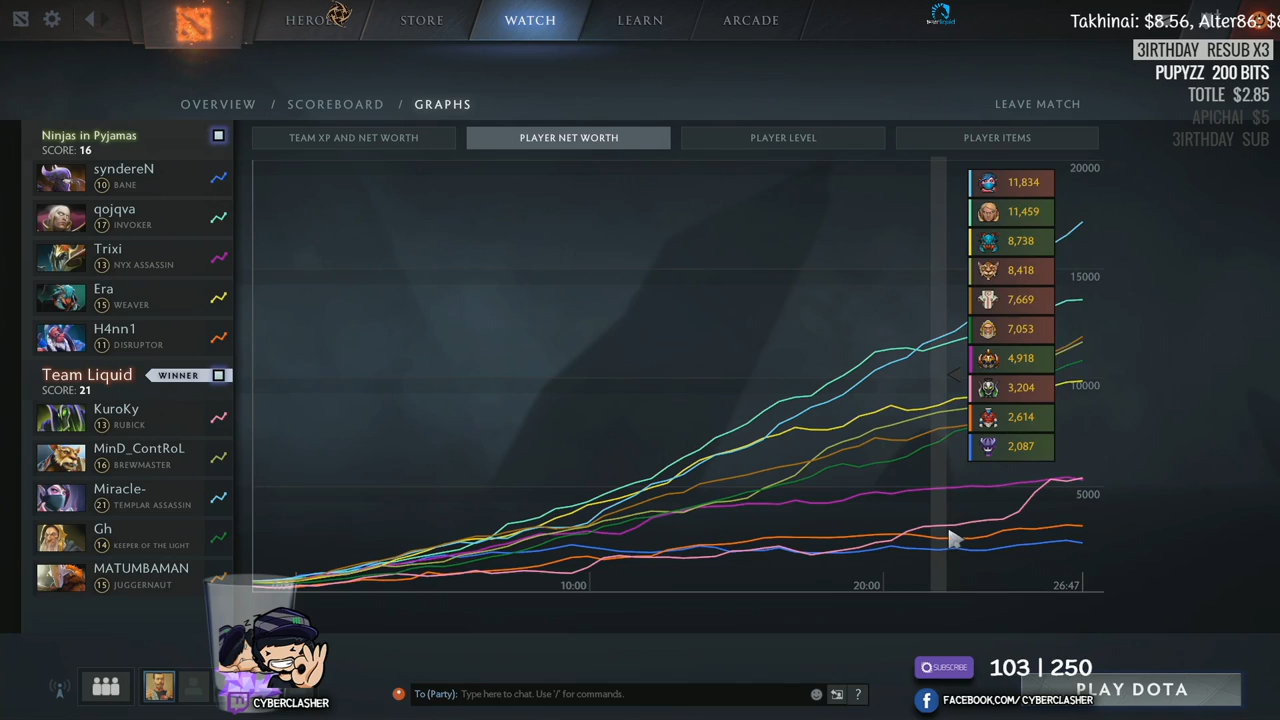 HERO
STORE
WATCH
LEARN
ARCADE
Takhinai: $8.56, Alter86: $8
3IRTHDAY RESUB X3
PUPYZZ 200 BITS
TOTLE $2.85
APICHAI $5
3IRTHDAY SUB
OVERVIEW / SCOREBOARD / GRAPHS
LEAVE MATCH
TEAM XP AND NET WORTH
PLAYER NET WORTH
PLAYER LEVEL
PLAYER ITEMS
Ninjas in Pyjamas
SCORE: 16
syndereN
10 BANE
qojqva
17 INVOKER
Trixi
13 NYX ASSASSIN
Era
15 WEAVER
H4nn1
11 DISRUPTOR
Team Liquid
WINNER
SCORE: 21
KuroKy
13 RUBICK
MinD_ContRoL
16 BREWMASTER
Miracle-
21 TEMPLAR ASSASSIN
Gh
14 KEEPER OF THE LIGHT
MATUMBAMAN
15 JUGGERNAUT
11,834
11,459
8,738
8,418
7,669
7,053
4,918
3,204
2,614
2,087
20000
15000
10000
5000
10:00
20:00
26:47
CYBERCLASHER
To (Party): Type here to chat. Use '/' for commands.
?
SUBSCRIBE
103 | 250
PLAY DOTA
FACEBOOK.COM/CYBERCLASHER